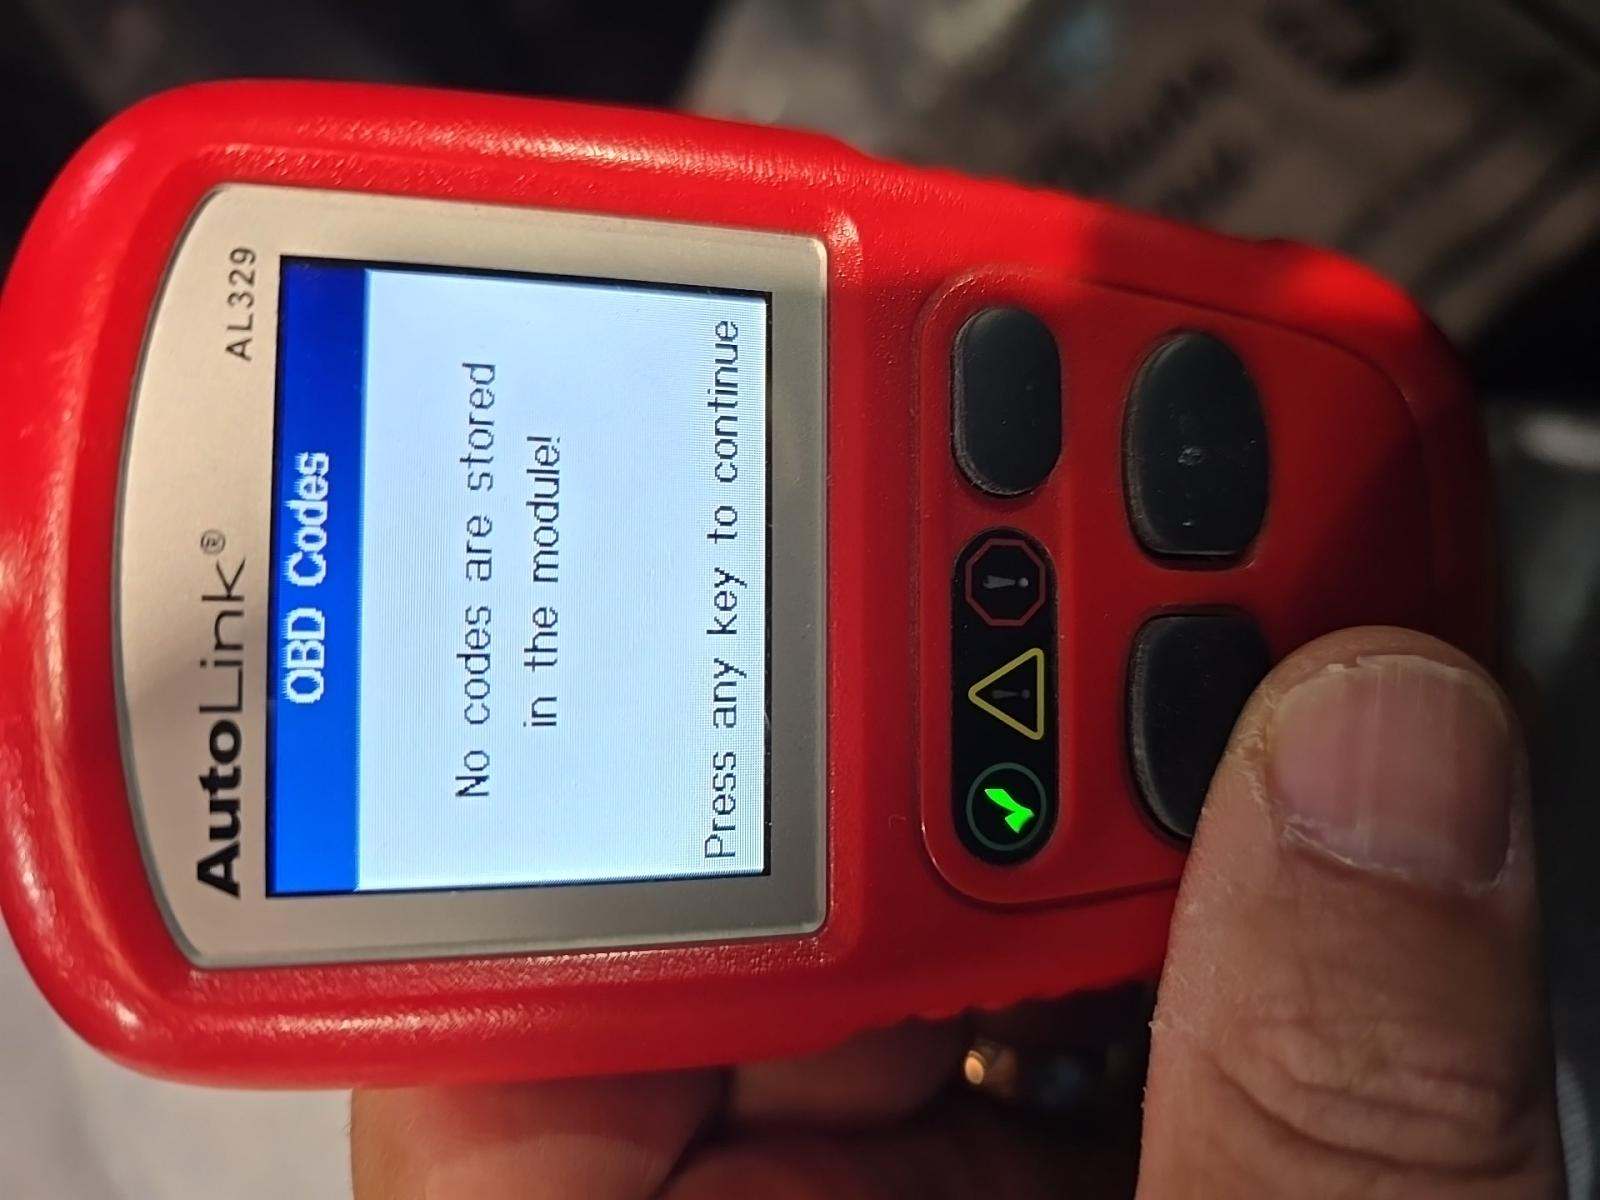 AutoLink® AL329
OBD Codes
No codes are stored
in the module!
Press any key to continue